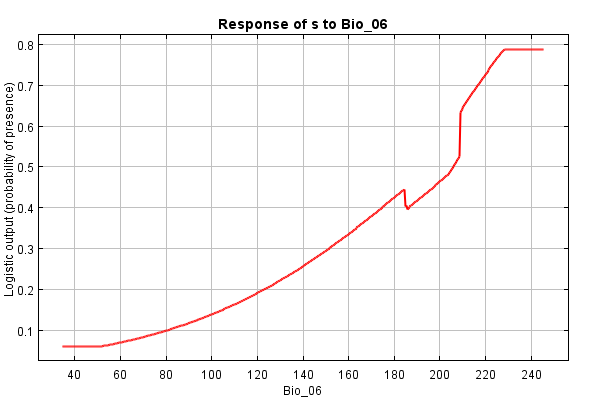 Response of s to Bio_06
Logistic output (probability of presence)
0.8
0.7
0.6
0.5
0.4
0.3
0.2
0.1
40 60 80 100 120 140 160 180 200 220 240
Bio_06